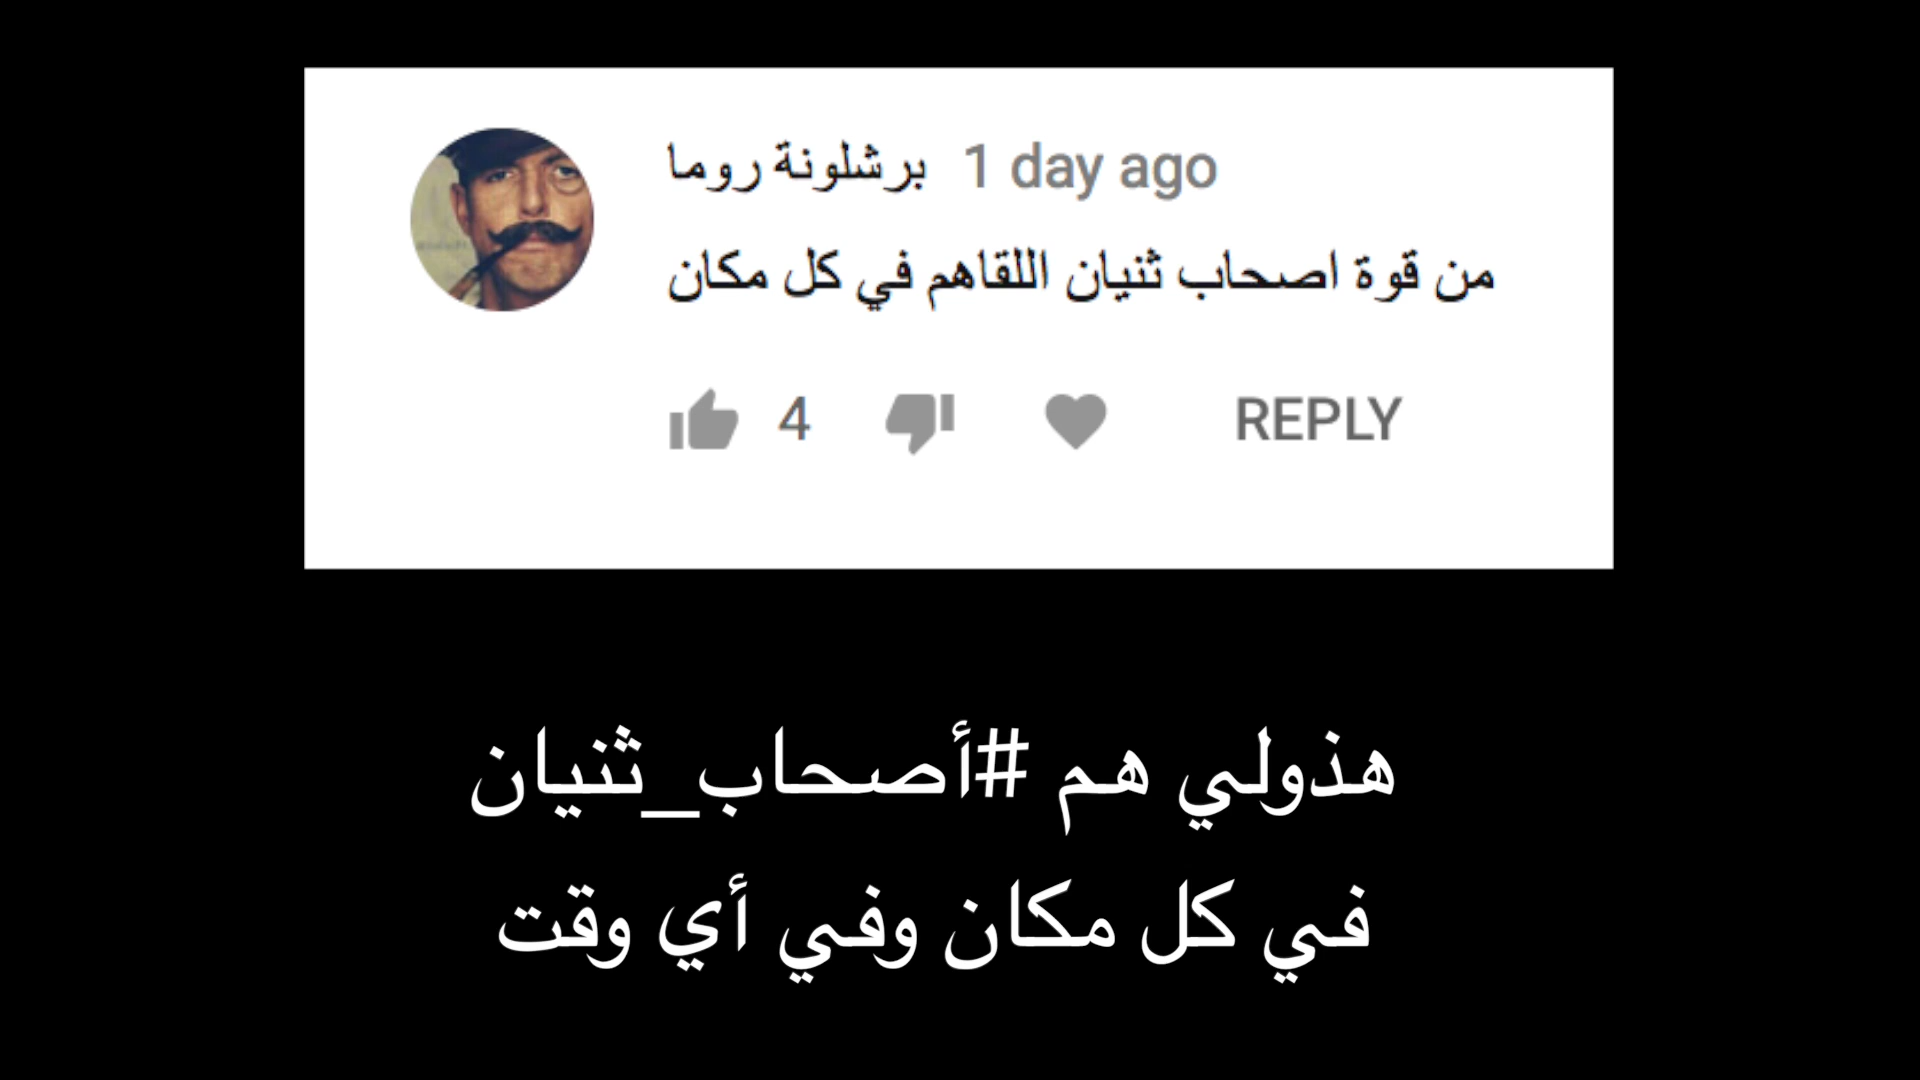 برشلونة روما 1 day ago
من قوة اصحاب ثنيان اللقاهم في كل مكان
4 REPLY
هذولي هم #أصحاب_ثنيان
في كل مكان وفي أي وقت